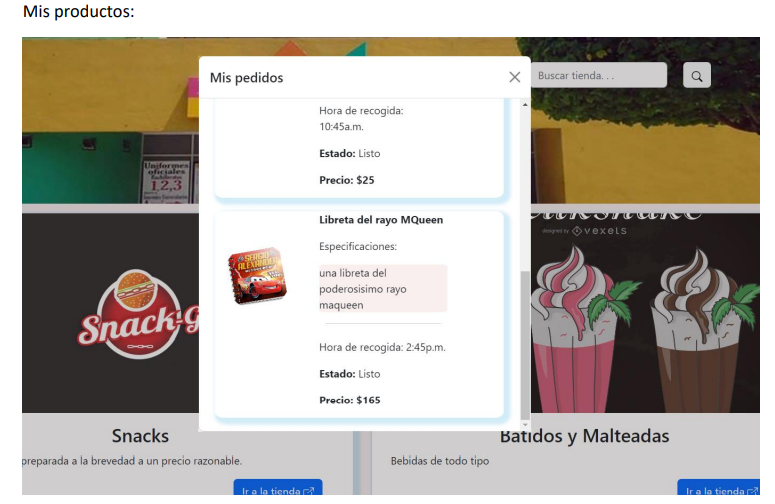 Mis productos:
Mis pedidos
Buscar tienda. . .
Hora de recogida:
10:45a.m.
Estado: Listo
Precio: $25
Uniformes
oficiales
1,2,3
Libreta del rayo MQueen
designed by vexels
Especificaciones:
SERGIO
ALEXANDER
una libreta del
poderosisimo rayo
maqueen
Snack-g
Hora de recogida: 2:45p.m.
Estado: Listo
Precio: $165
Snacks
Batidos y Malteadas
preparada a la brevedad a un precio razonable.
Bebidas de todo tipo
Ir a la tienda
Ir a la tienda